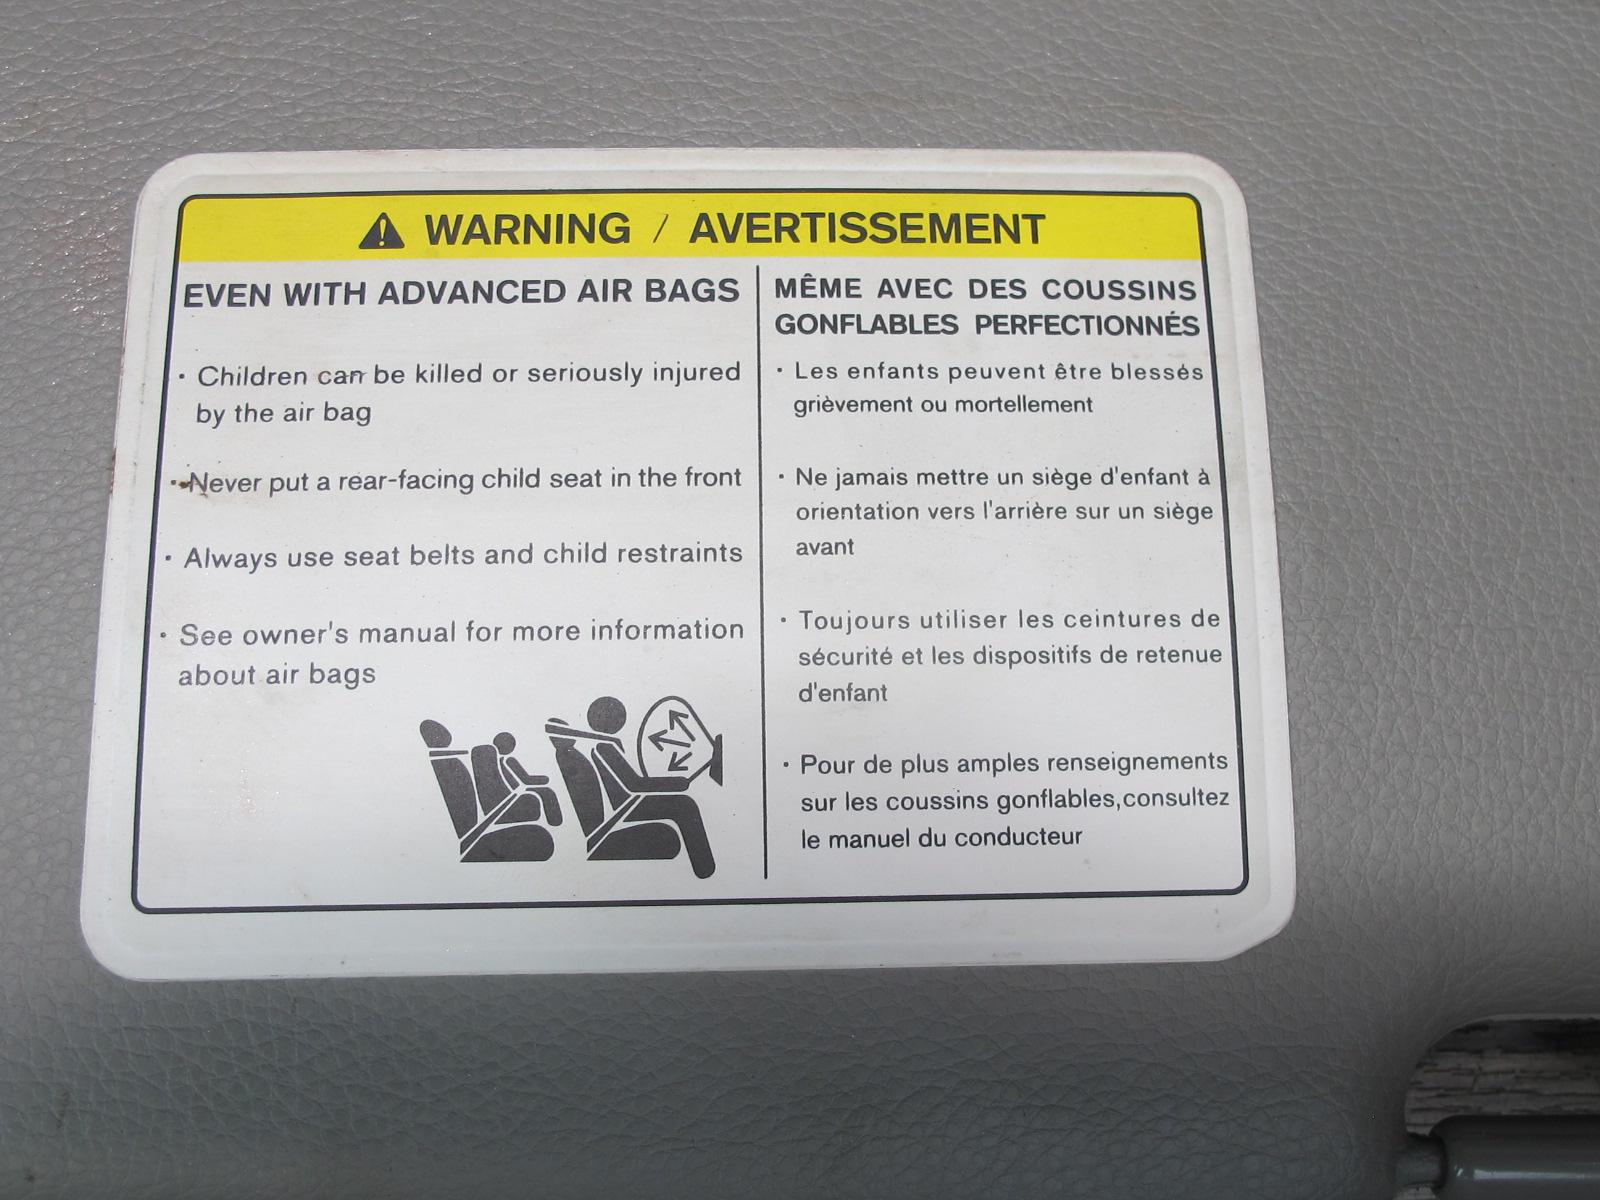 WARNING / AVERTISSEMENT
EVEN WITH ADVANCED AIR BAGS
• Children can be killed or seriously injured
by the air bag
• Never put a rear-facing child seat in the front
• Always use seat belts and child restraints
• See owner's manual for more information
about air bags
MÊME AVEC DES COUSSINS
GONFLABLES PERFECTIONNÉS
• Les enfants peuvent être blessés
grièvement ou mortellement
• Ne jamais mettre un siège d'enfant à
orientation vers l'arrière sur un siège
avant
• Toujours utiliser les ceintures de
sécurité et les dispositifs de retenue
d'enfant
• Pour de plus amples renseignements
sur les coussins gonflables,consultez
le manuel du conducteur